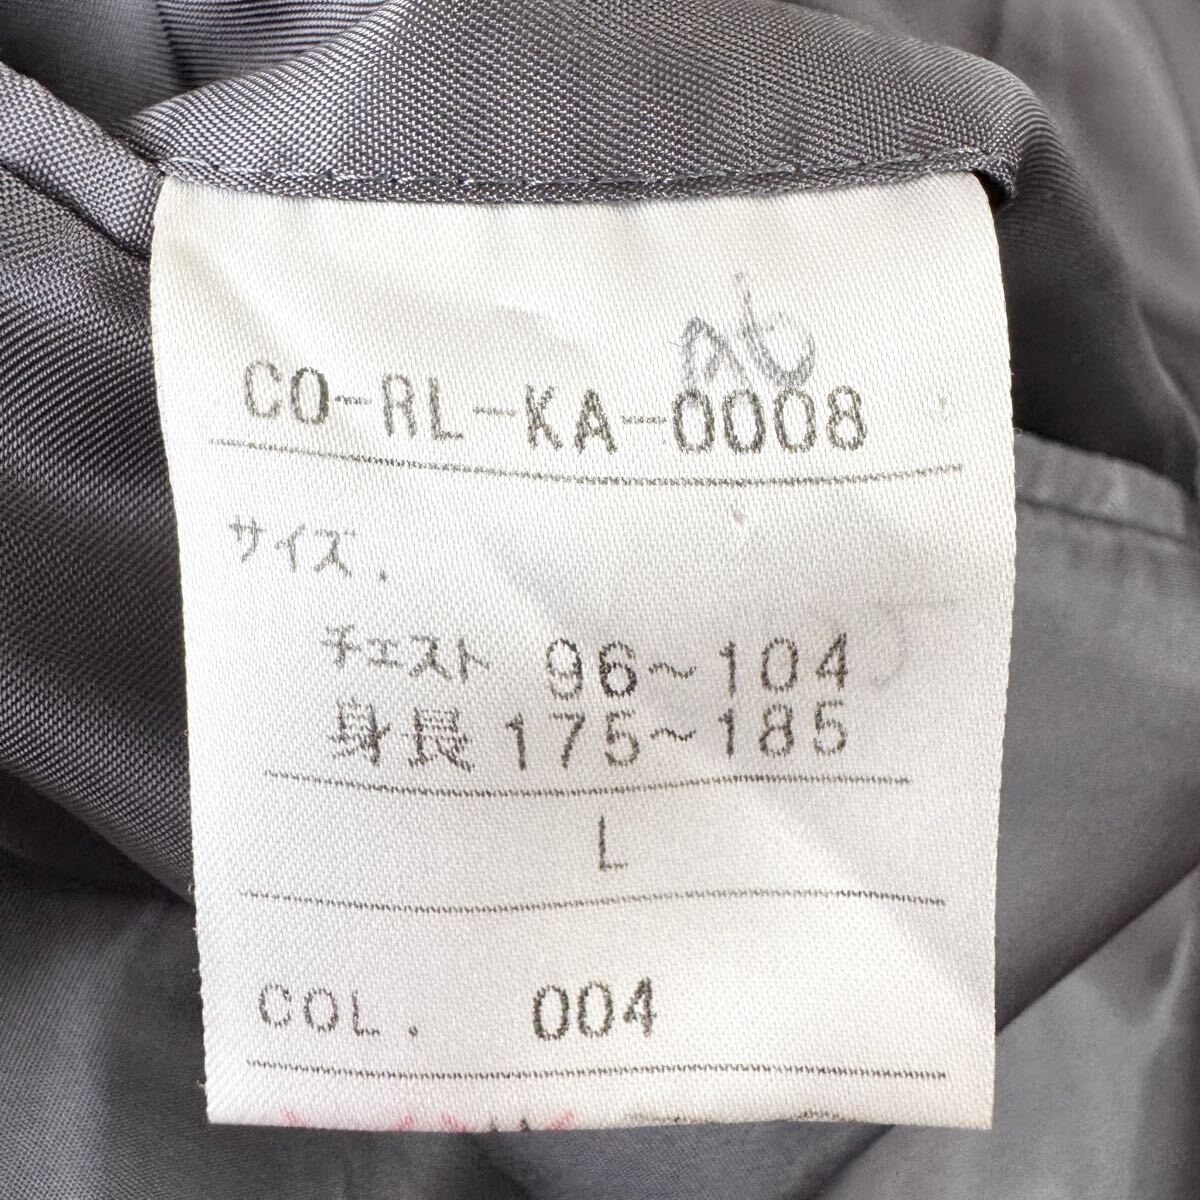 CO-RL-KA-0008
サイズ.
チェスト 96~104
身長 175~185
L
COL. 004